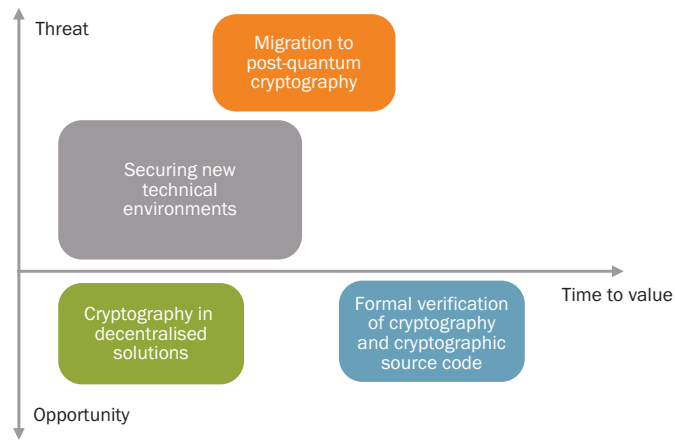 Threat
Migration to
post-quantum
cryptography
Securing new
technical
environments
Time to value
Cryptography in
decentralised
solutions
Formal verification
of cryptography
and cryptographic
source code
Opportunity